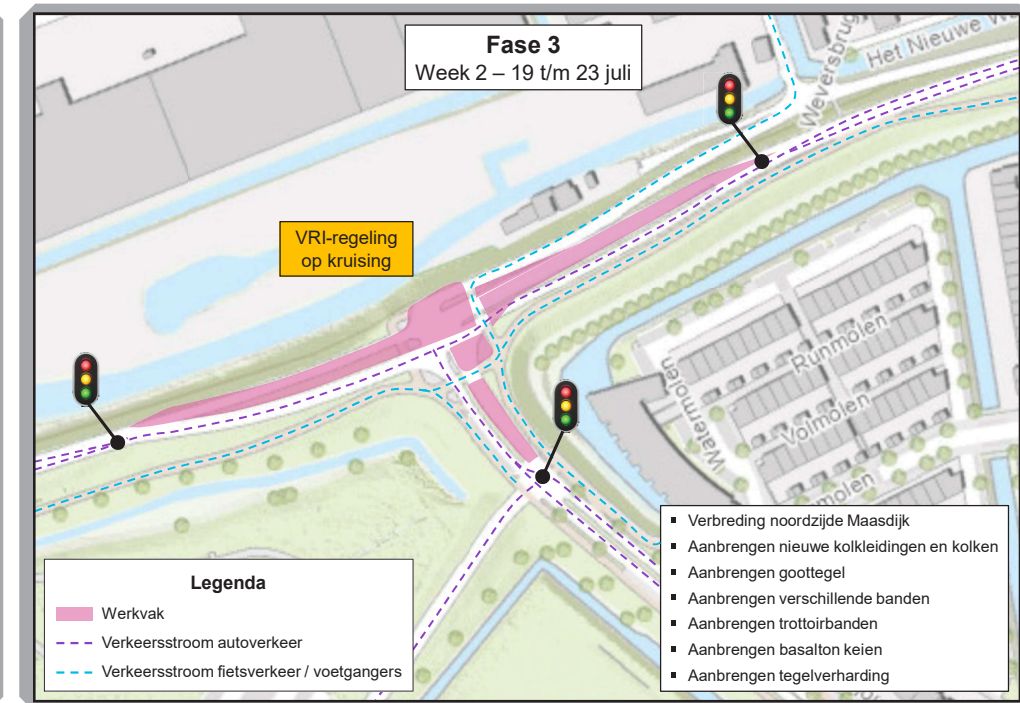 Fase 3
Week 2 – 19 t/m 23 juli
Weversbrug
Het Nieuwe W
VRI-regeling
op kruising
Runmolen
Watermolen
Volmolen
molen
Legenda
Werkvak
Verkeersstroom autoverkeer
Verkeersstroom fietsverkeer / voetgangers
▪ Verbreding noordzijde Maasdijk
▪ Aanbrengen nieuwe kolkleidingen en kolken
▪ Aanbrengen goottegel
▪ Aanbrengen verschillende banden
▪ Aanbrengen trottoirbanden
▪ Aanbrengen basalton keien
▪ Aanbrengen tegelverharding